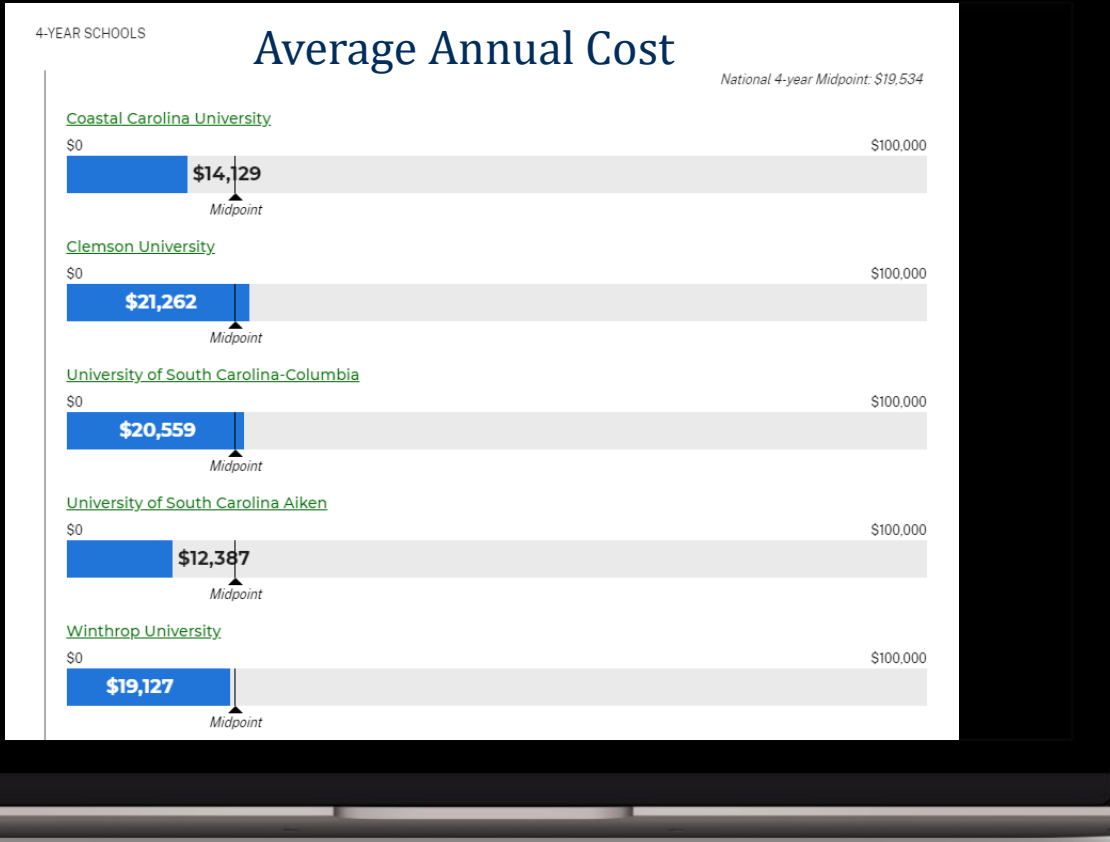 4-YEAR SCHOOLS
Average Annual Cost
National 4-year Midpoint: $19,534
Coastal Carolina University
$0 $100,000
$14,129
Midpoint
Clemson University
$0 $100,000
$21,262
Midpoint
University of South Carolina-Columbia
$0 $100,000
$20,559
Midpoint
University of South Carolina Aiken
$0 $100,000
$12,387
Midpoint
Winthrop University
$0 $100,000
$19,127
Midpoint